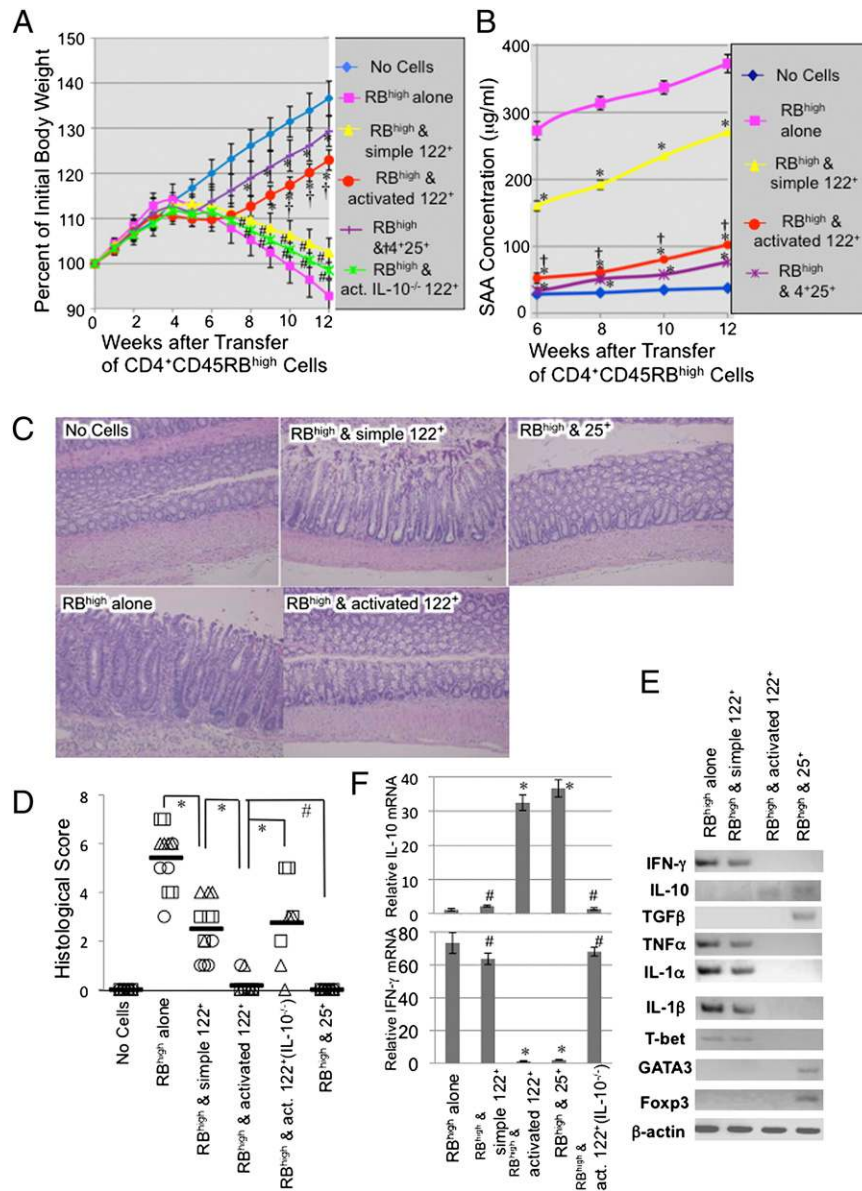 A
150
140
130
120
110
100
90
Percent of Initial Body Weight
0 2 4 6 8 10 12
Weeks after Transfer
of CD4⁺CD45RBʰⁱᵍʰ Cells
No Cells
RBʰⁱᵍʰ alone
RBʰⁱᵍʰ &
simple 122⁺
RBʰⁱᵍʰ &
activated 122⁺
RBʰⁱᵍʰ
&4⁺25⁺
RBʰⁱᵍʰ &
act. IL-10⁻/⁻ 122⁺
B
400
300
200
100
0
SAA Concentration (µg/ml)
6 8 10 12
Weeks after Transfer
of CD4⁺CD45RBʰⁱᵍʰ Cells
No Cells
RBʰⁱᵍʰ
alone
RBʰⁱᵍʰ &
simple 122⁺
RBʰⁱᵍʰ &
activated 122⁺
RBʰⁱᵍʰ
& 4⁺25⁺
C
No Cells
RBʰⁱᵍʰ & simple 122⁺
RBʰⁱᵍʰ & 25⁺
RBʰⁱᵍʰ alone
RBʰⁱᵍʰ & activated 122⁺
D
8
6
4
2
0
Histological Score
* * * #
No Cells
RBʰⁱᵍʰ alone
RBʰⁱᵍʰ & simple 122⁺
RBʰⁱᵍʰ & activated 122⁺
RBʰⁱᵍʰ & act. 122⁺(IL-10⁻/⁻)
RBʰⁱᵍʰ & 25⁺
F
40
30
20
10
0
Relative IL-10 mRNA
# * * #
80
60
40
20
0
Relative IFN-γ mRNA
# * * #
RBʰⁱᵍʰ alone
RBʰⁱᵍʰ &
simple 122⁺
RBʰⁱᵍʰ &
activated 122⁺
RBʰⁱᵍʰ & 25⁺
RBʰⁱᵍʰ &
act. 122⁺(IL-10⁻/⁻)
E
RBʰⁱᵍʰ alone
RBʰⁱᵍʰ & simple 122⁺
RBʰⁱᵍʰ & activated 122⁺
RBʰⁱᵍʰ & 25⁺
IFN-γ
IL-10
TGFβ
TNFα
IL-1α
IL-1β
T-bet
GATA3
Foxp3
β-actin